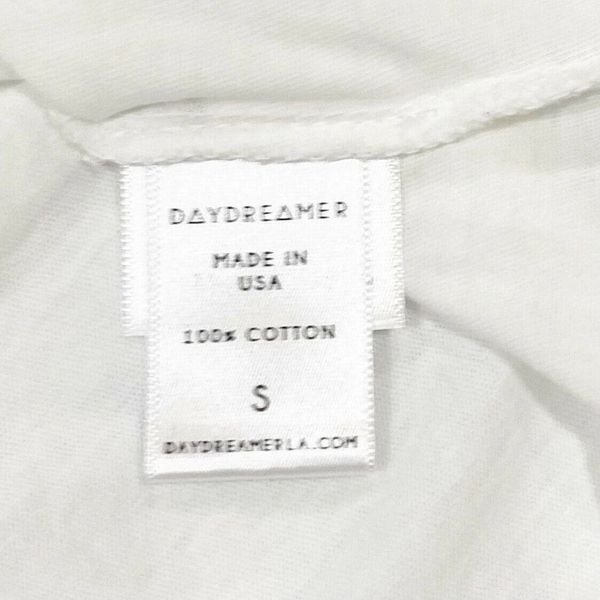 DAYDREAMER
MADE IN
USA
100% COTTON
S
DAYDREAMERLA.COM